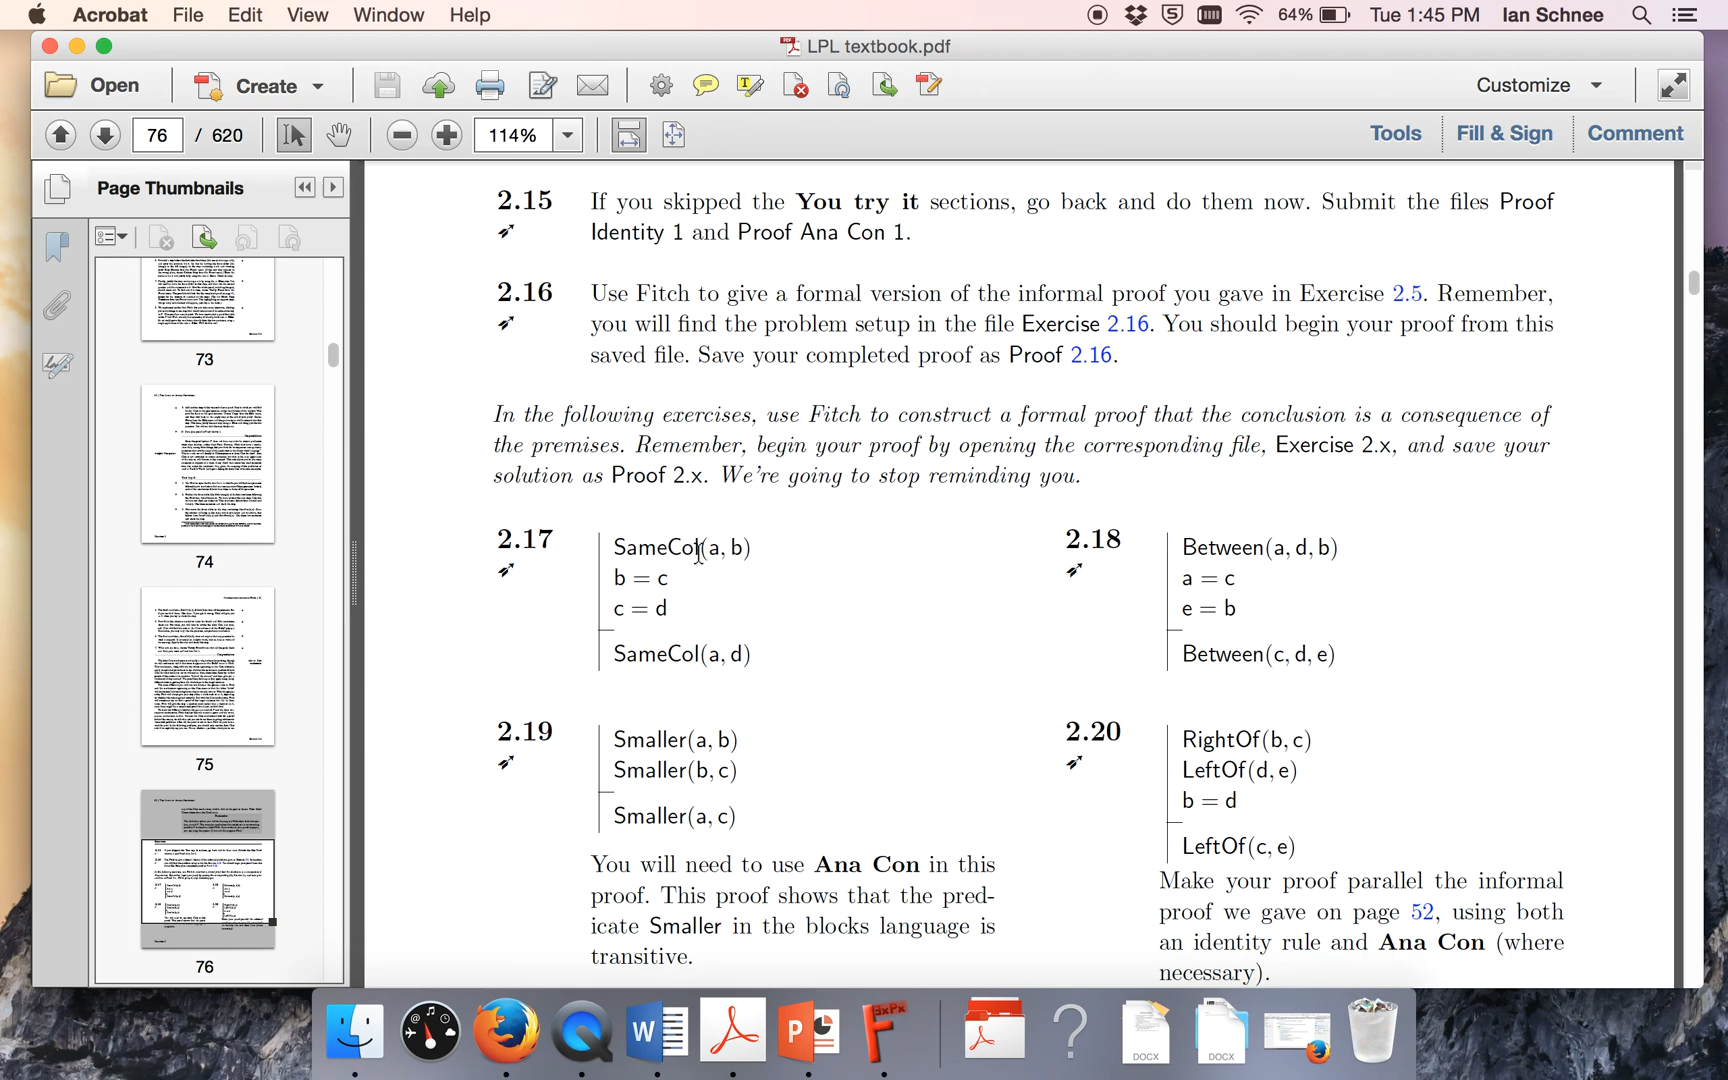 Acrobat File Edit View Window Help 64% Tue 1:45 PM Ian Schnee
LPL textbook.pdf
Open Create Customize
76 / 620 114% Tools Fill & Sign Comment
Page Thumbnails
73
74
75
76
2.15 If you skipped the You try it sections, go back and do them now. Submit the files Proof
Identity 1 and Proof Ana Con 1.
2.16 Use Fitch to give a formal version of the informal proof you gave in Exercise 2.5. Remember,
you will find the problem setup in the file Exercise 2.16. You should begin your proof from this
saved file. Save your completed proof as Proof 2.16.
In the following exercises, use Fitch to construct a formal proof that the conclusion is a consequence of
the premises. Remember, begin your proof by opening the corresponding file, Exercise 2.x, and save your
solution as Proof 2.x. We're going to stop reminding you.
2.17
SameCol(a, b)
b = c
c = d
SameCol(a, d)
2.18
Between(a, d, b)
a = c
e = b
Between(c, d, e)
2.19
Smaller(a, b)
Smaller(b, c)
Smaller(a, c)
You will need to use Ana Con in this
proof. This proof shows that the pred-
icate Smaller in the blocks language is
transitive.
2.20
RightOf(b, c)
LeftOf(d, e)
b = d
LeftOf(c, e)
Make your proof parallel the informal
proof we gave on page 52, using both
an identity rule and Ana Con (where
necessary).
DOCX
DOCX